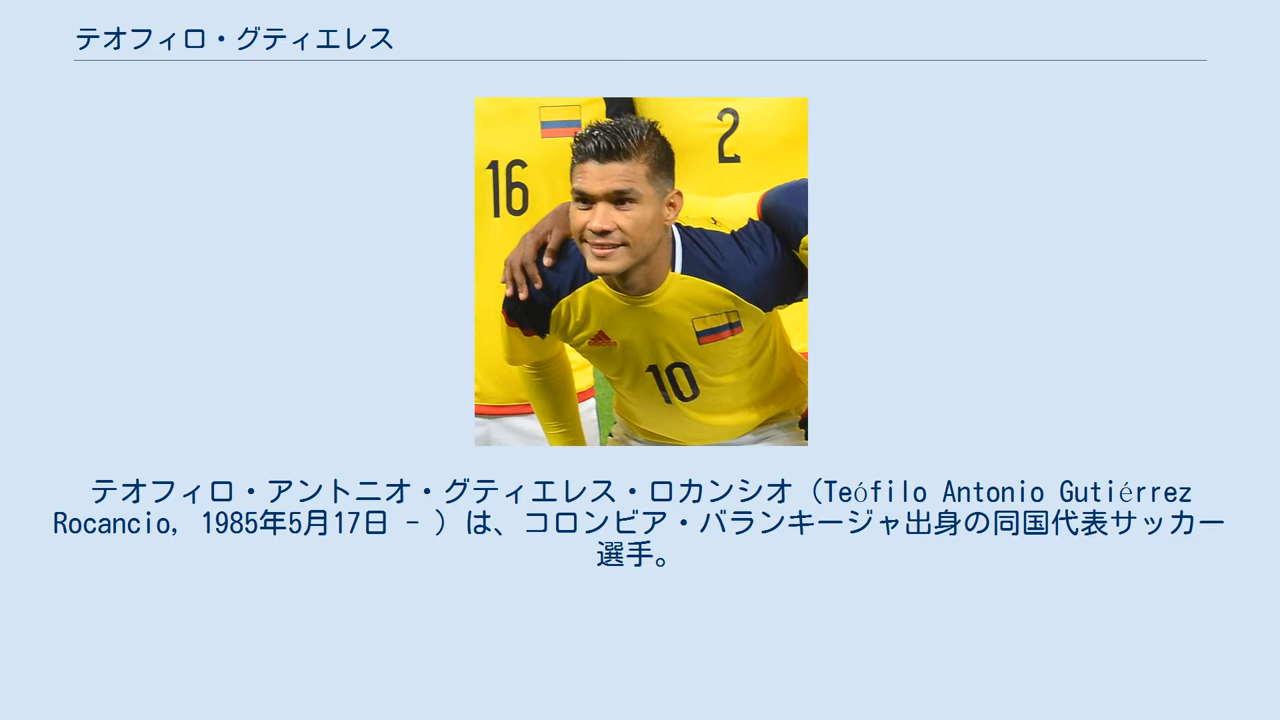 テオフィロ・グティエレス
2
16
10
テオフィロ・アントニオ・グティエレス・ロカンシオ（Teófilo Antonio Gutiérrez
Rocancio, 1985年5月17日 - ）は、コロンビア・バランキージャ出身の同国代表サッカー
選手。